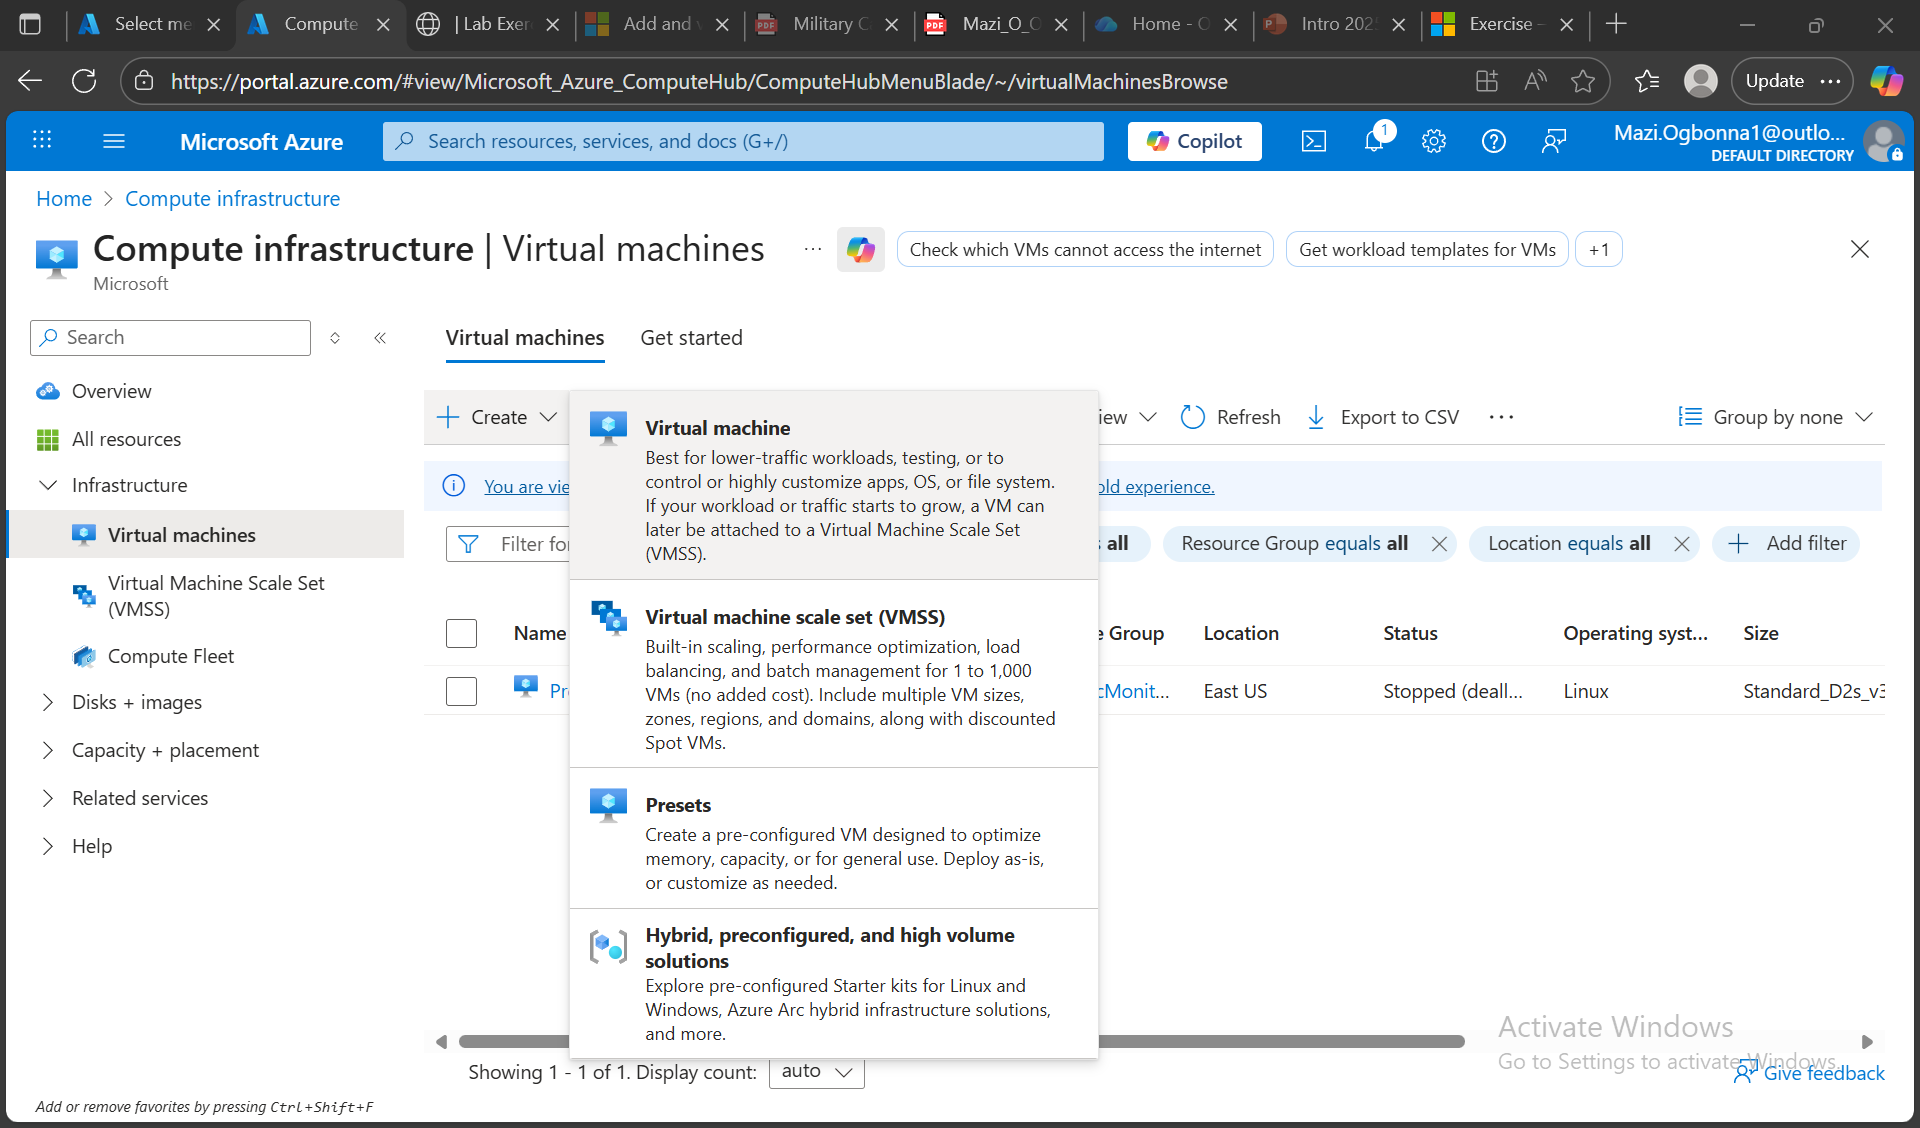 Select me
Compute
| Lab Exer
Add and v
Military C
Mazi_O_O
Home - O
Intro 202
Exercise -
https://portal.azure.com/#view/Microsoft_Azure_ComputeHub/ComputeHubMenuBlade/~/virtualMachinesBrowse
Update
Microsoft Azure
Search resources, services, and docs (G+/)
Copilot
1
Mazi.Ogbonna1@outlo...
DEFAULT DIRECTORY
Home > Compute infrastructure
Compute infrastructure | Virtual machines
Microsoft
Check which VMs cannot access the internet
Get workload templates for VMs
+1
Search
Overview
All resources
Infrastructure
Virtual machines
Virtual Machine Scale Set
(VMSS)
Compute Fleet
Disks + images
Capacity + placement
Related services
Help
Add or remove favorites by pressing Ctrl+Shift+F
Virtual machines
Get started
Create
iew
Refresh
Export to CSV
Group by none
You are vie
old experience.
Filter for
s all
Resource Group equals all
Location equals all
Add filter
Name
e Group
Location
Status
Operating syst...
Size
Pr
cMonit...
East US
Stopped (deall...
Linux
Standard_D2s_v3
Virtual machine
Best for lower-traffic workloads, testing, or to
control or highly customize apps, OS, or file system.
If your workload or traffic starts to grow, a VM can
later be attached to a Virtual Machine Scale Set
(VMSS).
Virtual machine scale set (VMSS)
Built-in scaling, performance optimization, load
balancing, and batch management for 1 to 1,000
VMs (no added cost). Include multiple VM sizes,
zones, regions, and domains, along with discounted
Spot VMs.
Presets
Create a pre-configured VM designed to optimize
memory, capacity, or for general use. Deploy as-is,
or customize as needed.
Hybrid, preconfigured, and high volume
solutions
Explore pre-configured Starter kits for Linux and
Windows, Azure Arc hybrid infrastructure solutions,
and more.
Showing 1 - 1 of 1. Display count:
auto
Activate Windows
Go to Settings to activate Windows.
Give feedback